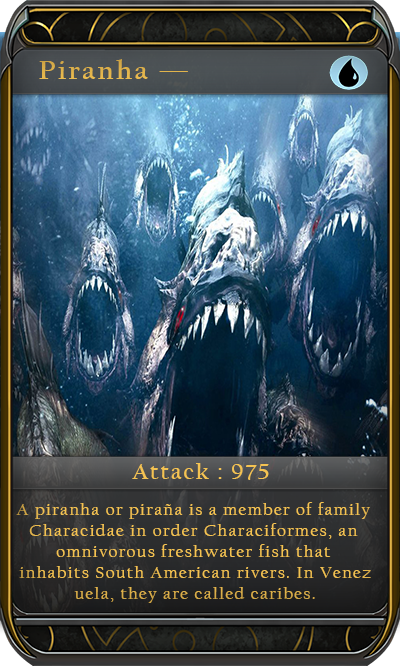 Piranha —
Attack : 975
A piranha or piraña is a member of family
Characidae in order Characiformes, an
omnivorous freshwater fish that
inhabits South American rivers. In Venez
uela, they are called caribes.